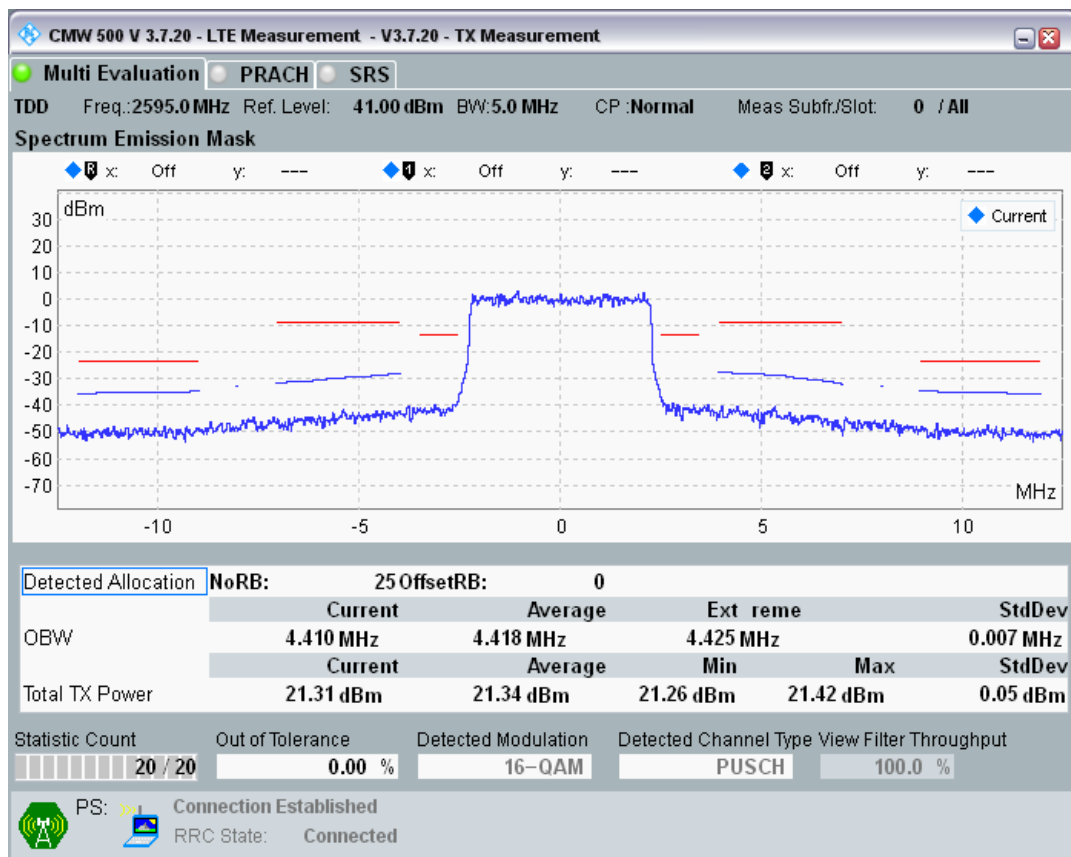 CMW 500 V 3.7.20 - LTE Measurement - V3.7.20 - TX Measurement
Multi Evaluation PRACH SRS
TDD Freq.:2595.0 MHz Ref. Level: 41.00 dBm BW:5.0 MHz CP :Normal Meas Subfr./Slot: 0 / All
Spectrum Emission Mask
R x: Off y: --- 1 x: Off y: --- 2 x: Off y: ---
dBm
Current
30
20
10
0
-10
-20
-30
-40
-50
-60
-70
MHz
-10 -5 0 5 10
Detected Allocation NoRB: 25 OffsetRB: 0
Current Average Ext reme StdDev
OBW 4.410 MHz 4.418 MHz 4.425 MHz 0.007 MHz
Current Average Min Max StdDev
Total TX Power 21.31 dBm 21.34 dBm 21.26 dBm 21.42 dBm 0.05 dBm
Statistic Count Out of Tolerance Detected Modulation Detected Channel Type View Filter Throughput
20 / 20 0.00 % 16-QAM PUSCH 100.0 %
PS: Connection Established
RRC State: Connected